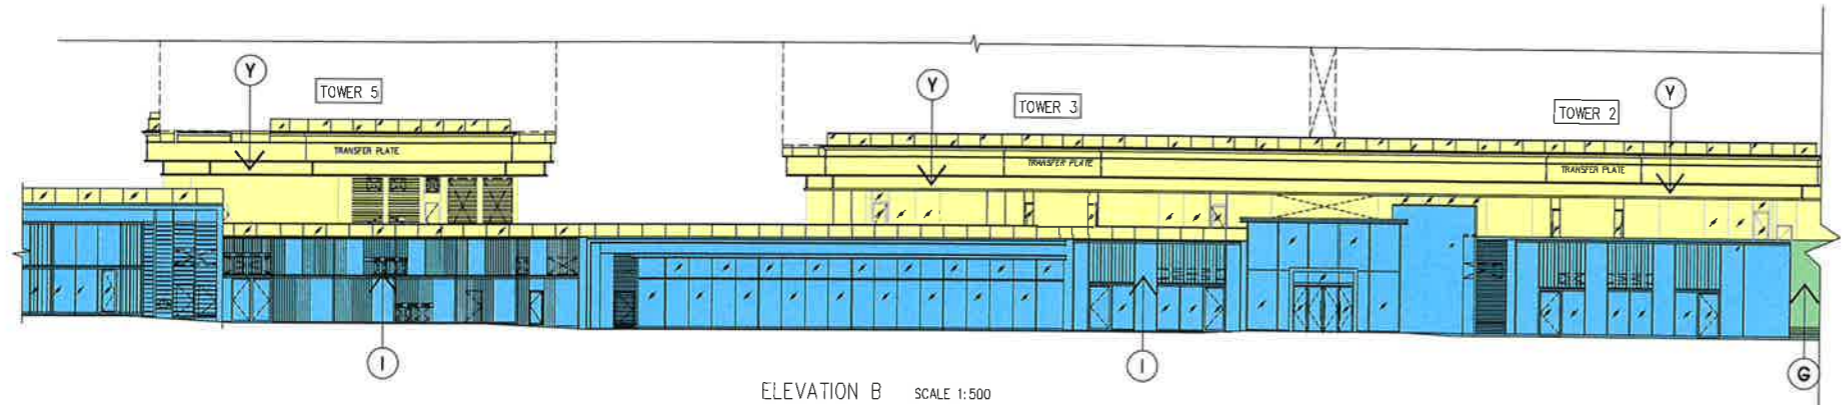 Y
TOWER 5
Y
TOWER 3
Y
TOWER 2
TRANSFER PLATE
TRANSFER PLATE
TRANSFER PLATE
I
I
G
ELEVATION B SCALE 1:500